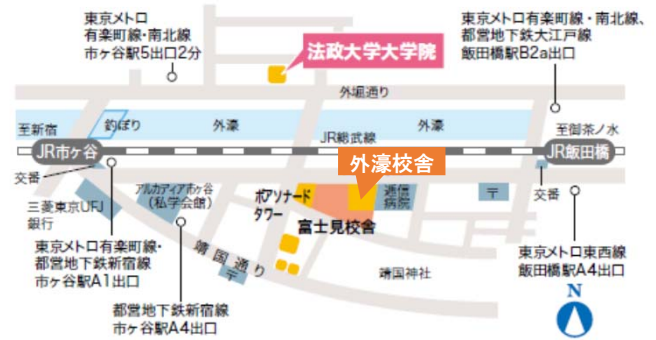 東京メトロ
有楽町線・南北線
市ヶ谷駅5出口2分
法政大学大学院
東京メトロ有楽町線・南北線、
都営地下鉄大江戸線
飯田橋駅B2a出口
外堀通り
至新宿
釣ぼり
外濠
外濠
至御茶ノ水
JR総武線
JR市ヶ谷
JR飯田橋
外濠校舎
交番
三菱東京UFJ
銀行
アルカディア市ヶ谷
(私学会館)
ボアソナード
タワー
富士見校舎
逓信
病院
〒
交番
東京メトロ有楽町線・
都営地下鉄新宿線
市ヶ谷駅A1出口
靖国通り
〒
靖国神社
東京メトロ東西線
飯田橋駅A4出口
都営地下鉄新宿線
市ヶ谷駅A4出口
N